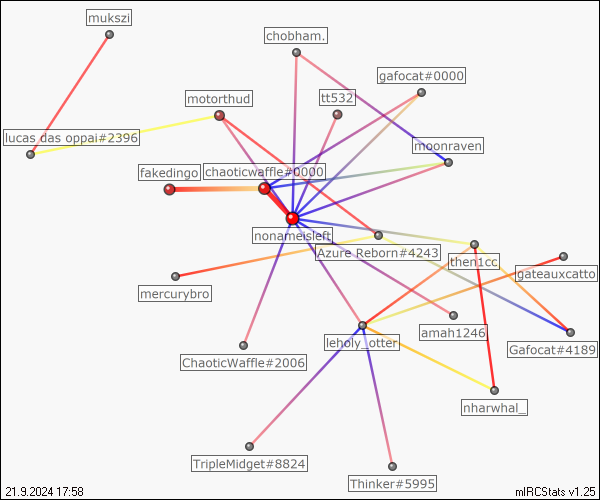 mukszi
chobham.
gafocat#0000
motorthud
tt532
lucas das oppai#2396
moonraven
fakedingo
chaoticwaffle#0000
nonameisleft
Azure Reborn#4243
then1cc
gateauxcatto
mercurybro
leholy_otter
amah1246
ChaoticWaffle#2006
Gafocat#4189
nharwhal_
TripleMidget#8824
Thinker#5995
21.9.2024 17:58
mIRCStats v1.25